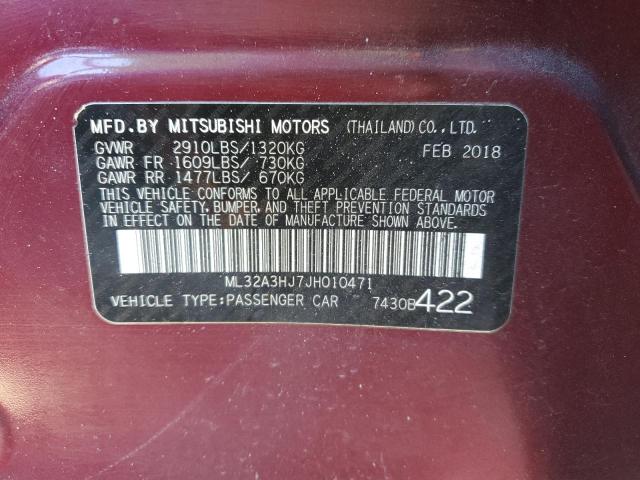 MFD.BY MITSUBISHI MOTORS (THAILAND)CO.,LTD.
GVWR 2910LBS/1320KG FEB 2018
GAWR FR 1609LBS/ 730KG
GAWR RR 1477LBS/ 670KG
THIS VEHICLE CONFORMS TO ALL APPLICABLE FEDERAL MOTOR
VEHICLE SAFETY, BUMPER, AND THEFT PREVENTION STANDARDS
IN EFFECT ON THE DATE OF MANUFACTURE SHOWN ABOVE.
ML32A3HJ7JH010471
VEHICLE TYPE:PASSENGER CAR 7430B422